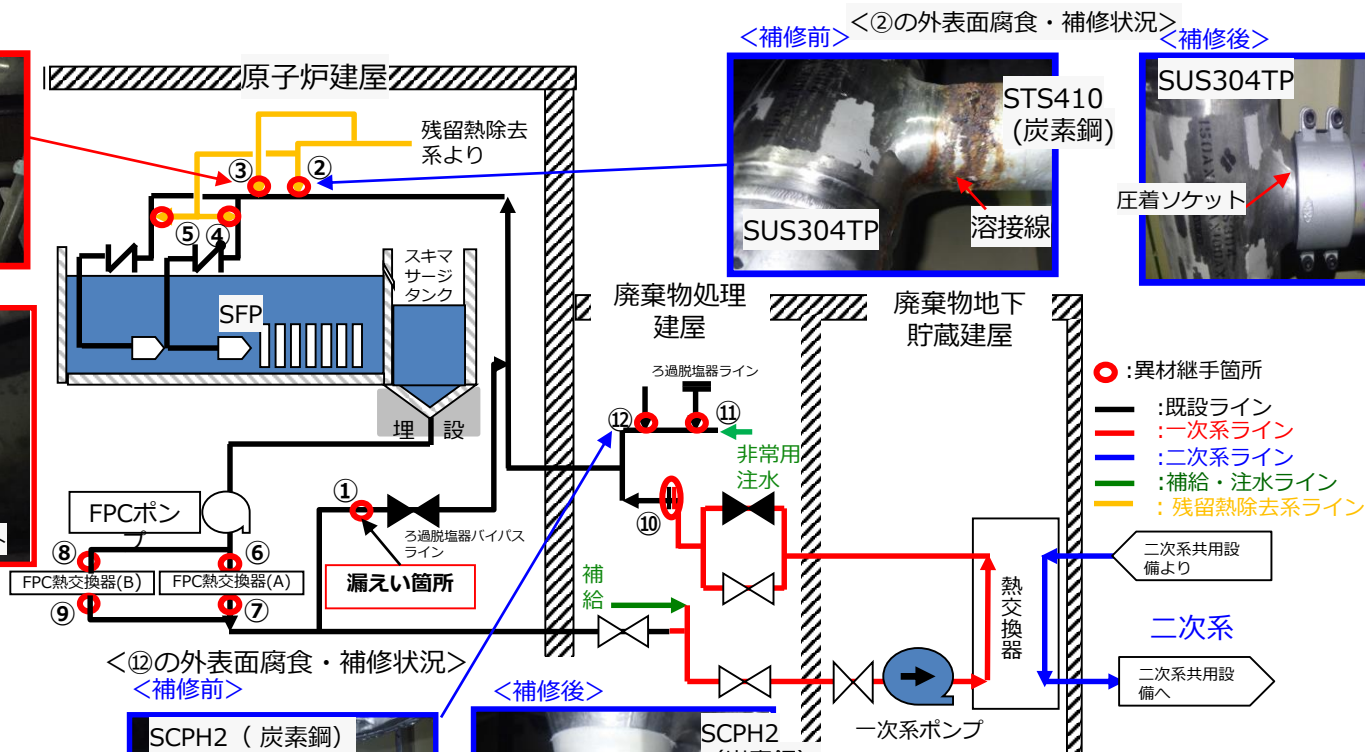 <②の外表面腐食・補修状況>
<補修前>
<補修後>
原子炉建屋
SUS304TP
STS410
(炭素鋼)
残留熱除去
系より
③
②
圧着ソケット
⑤
④
SUS304TP
溶接線
スキマ
サージ
タンク
SFP
廃棄物処理
建屋
廃棄物地下
貯蔵建屋
ろ過脱塩器ライン
:異材継手箇所
⑫
⑪
:既設ライン
埋設
:一次系ライン
非常用
注水
:二次系ライン
:補給・注水ライン
:残留熱除去系ライン
①
FPCポン
プ
⑩
ろ過脱塩器バイパス
ライン
⑧
⑥
二次系共用設
備より
FPC熱交換器(B)
FPC熱交換器(A)
漏えい箇所
補
給
熱交換器
⑨
⑦
二次系
<⑫の外表面腐食・補修状況>
二次系共用設
備へ
<補修前>
<補修後>
一次系ポンプ
SCPH2(炭素鋼)
SCPH2